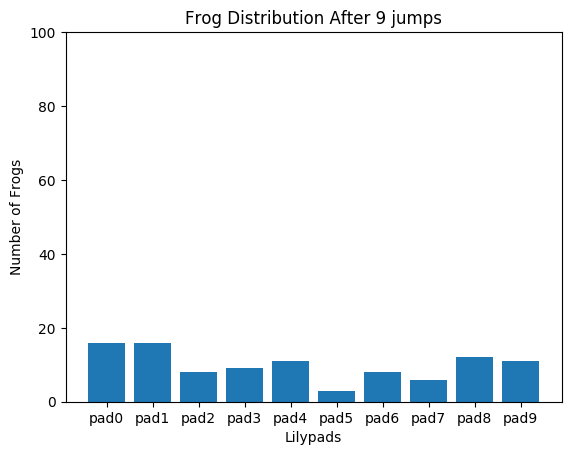 Frog Distribution After 9 jumps
100
80
60
40
20
0
Number of Frogs
pad0 pad1 pad2 pad3 pad4 pad5 pad6 pad7 pad8 pad9
Lilypads